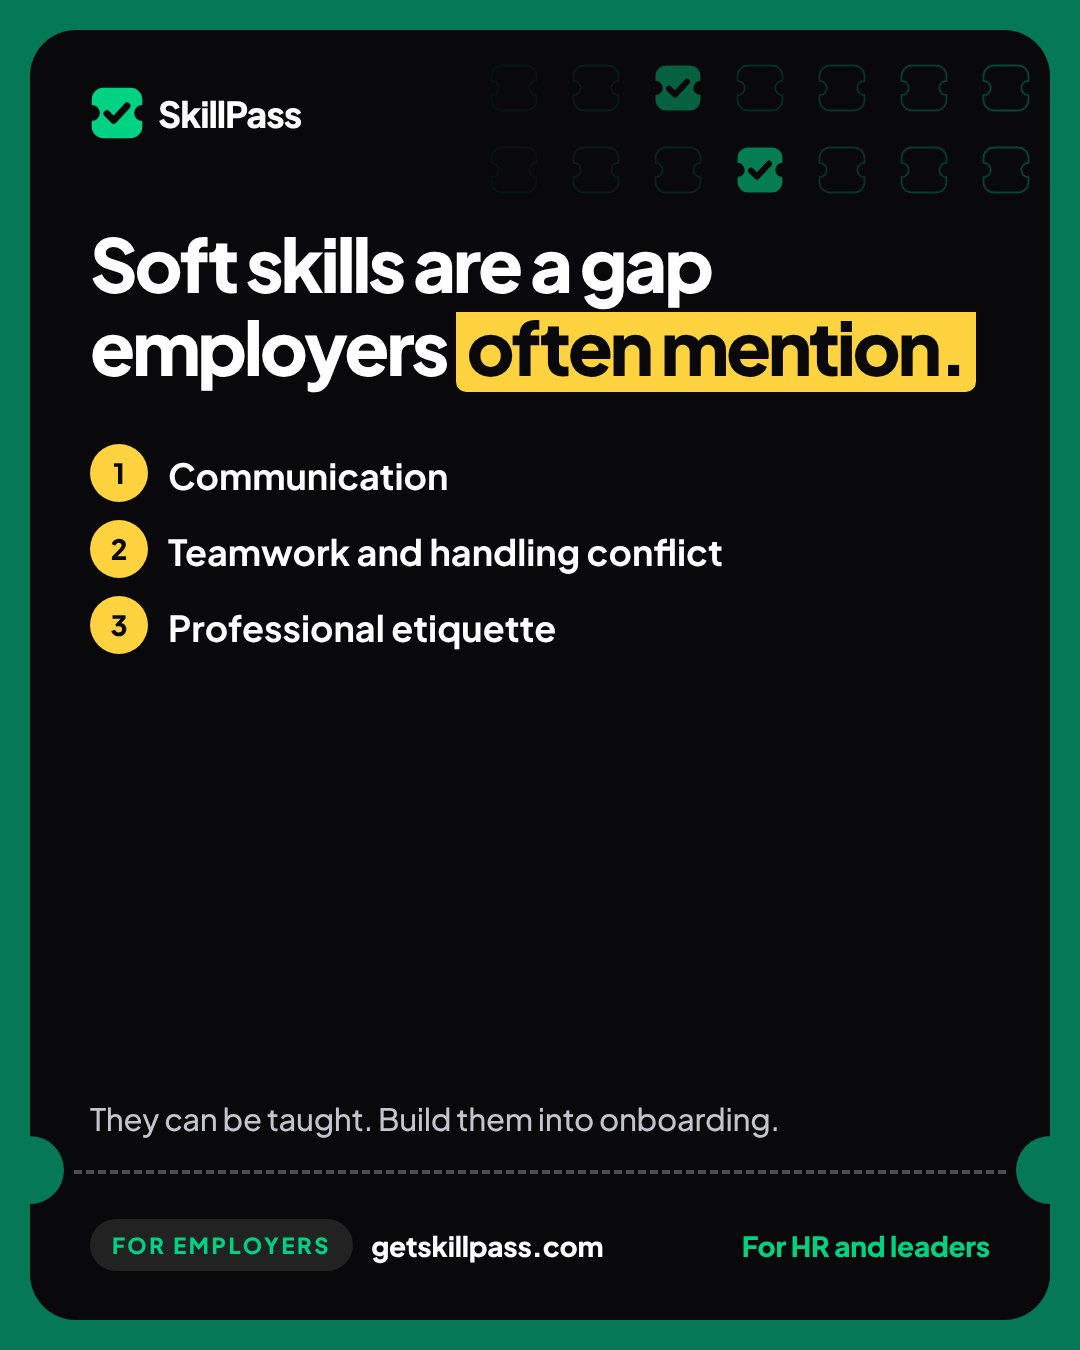 SkillPass
Soft skills are a gap
employers often mention.
1 Communication
2 Teamwork and handling conflict
3 Professional etiquette
They can be taught. Build them into onboarding.
FOR EMPLOYERS getskillpass.com For HR and leaders